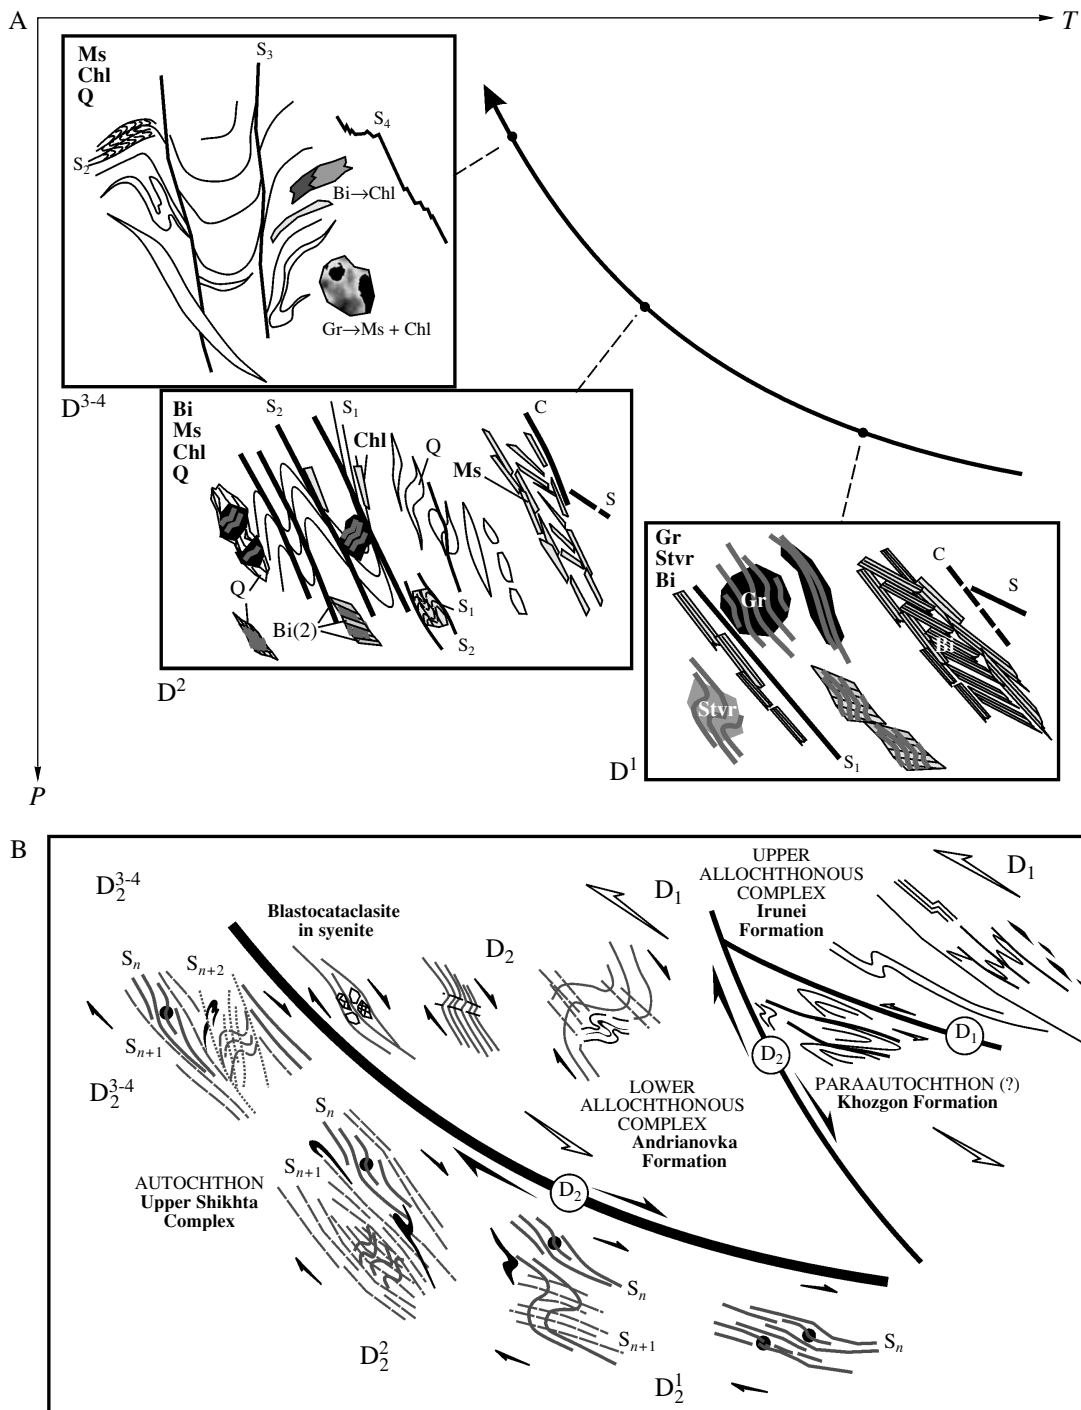 A
T
Ms
Chl
Q
S3
S4
S2
Bi→Chl
Gr→Ms + Chl
D3-4
Bi
Ms
Chl
Q
S2
S1
Chl
Q
Ms
C
S
Q
Bi(2)
S1
S2
D2
Gr
Stvr
Bi
Gr
C
S
Bi
Stvr
S1
D1
P
B
D2 3-4
Blastocataclasite
in syenite
D1
UPPER
ALLOCHTHONOUS
COMPLEX
Irunei
Formation
D1
Sn
Sn+2
D2
Sn+1
D1
D2
D2 3-4
PARAAUTOCHTHON (?)
Khozgon Formation
LOWER
ALLOCHTHONOUS
COMPLEX
Andrianovka
Formation
Sn
Sn+1
AUTOCHTHON
Upper Shikhta
Complex
D2
Sn
Sn+1
Sn
D2 2
D2 1